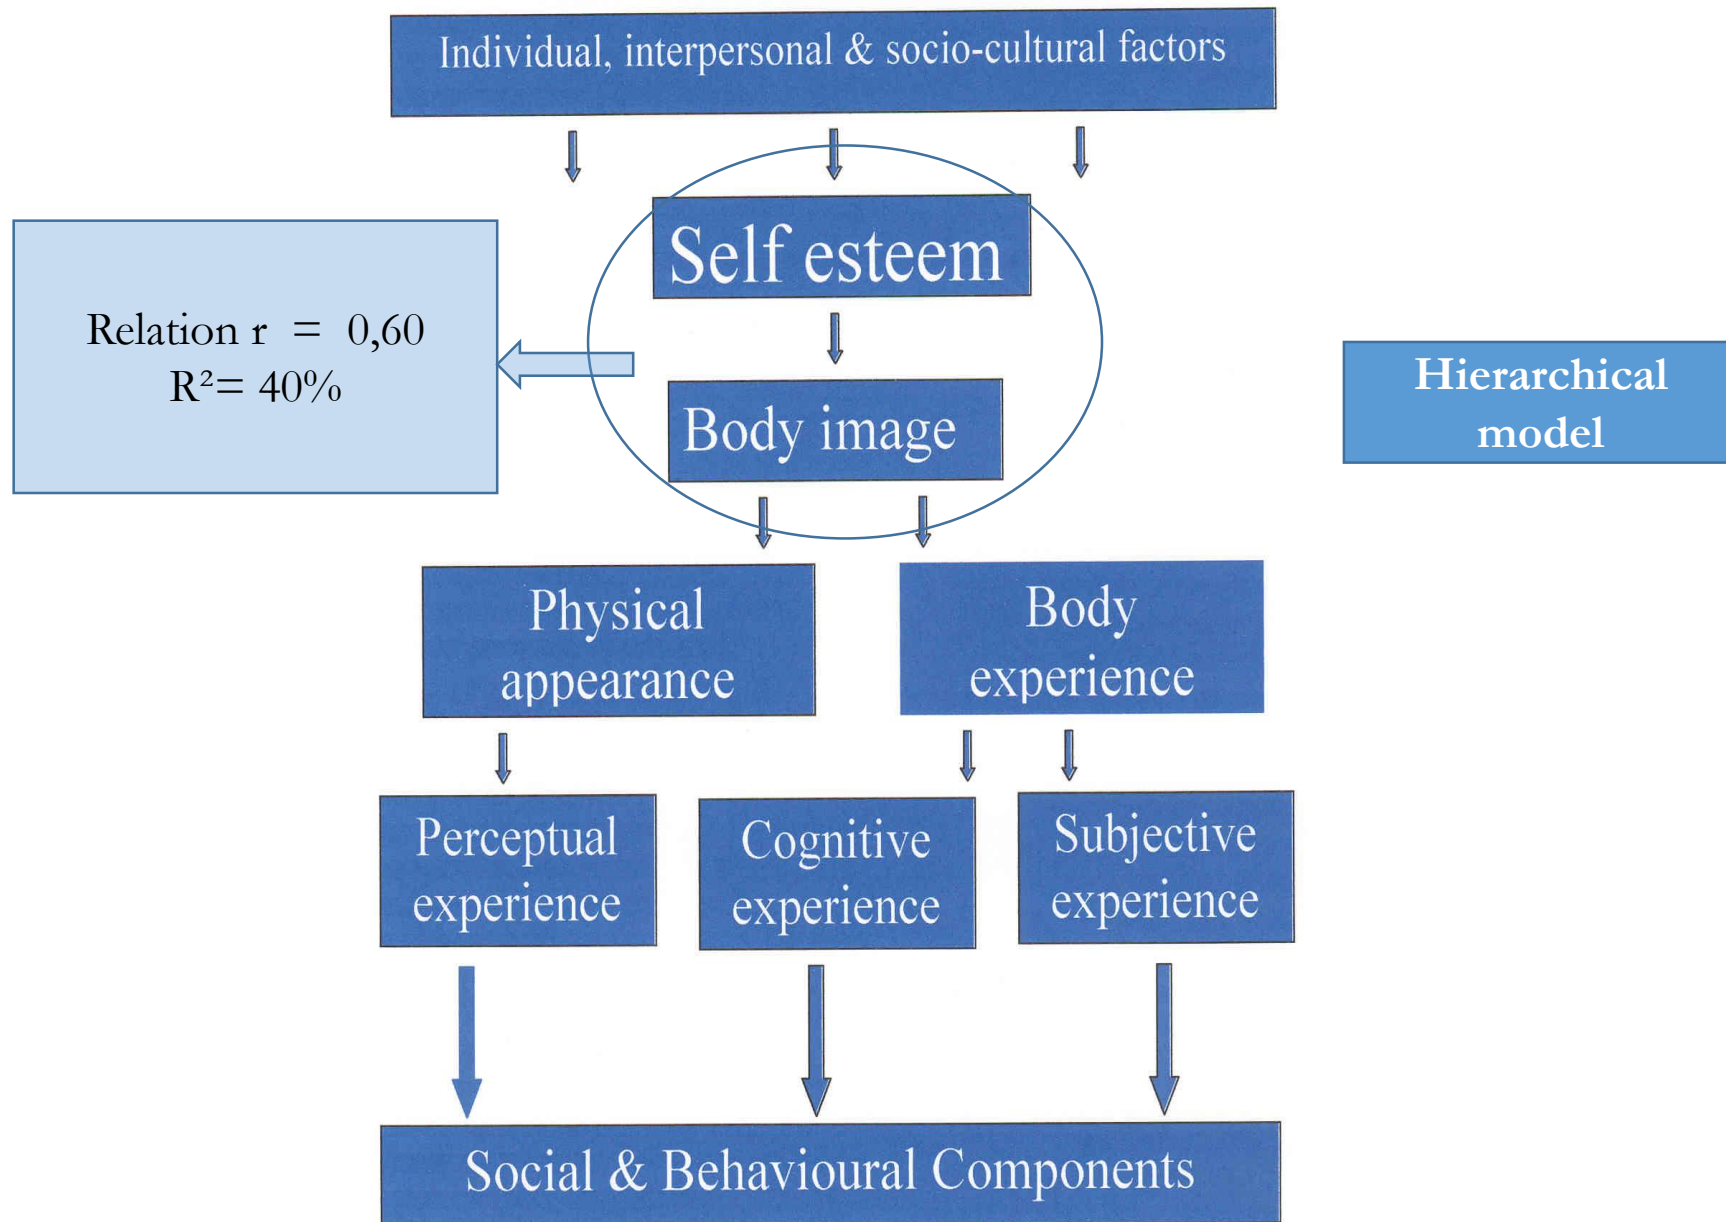 Individual, interpersonal & socio-cultural factors
Self esteem
Relation r = 0,60
R²= 40%
Hierarchical
model
Body image
Physical
appearance
Body
experience
Perceptual
experience
Cognitive
experience
Subjective
experience
Social & Behavioural Components